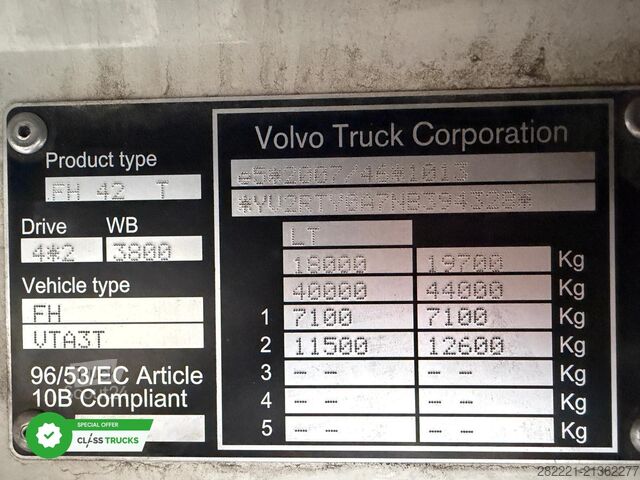 Volvo Truck Corporation
Product type
FH 42 T
e5*2007/46*1013
Drive WB
4*2 3800
LT
18000 19700 Kg
Vehicle type
40000 44000 Kg
FH
1 7100 7100 Kg
VTA3T
2 11500 12600 Kg
96/53/EC Article
10B Compliant
3 -- -- Kg
4 -- -- Kg
5 -- -- Kg
SPECIAL OFFER
CLASS TRUCKS
282221-21362277